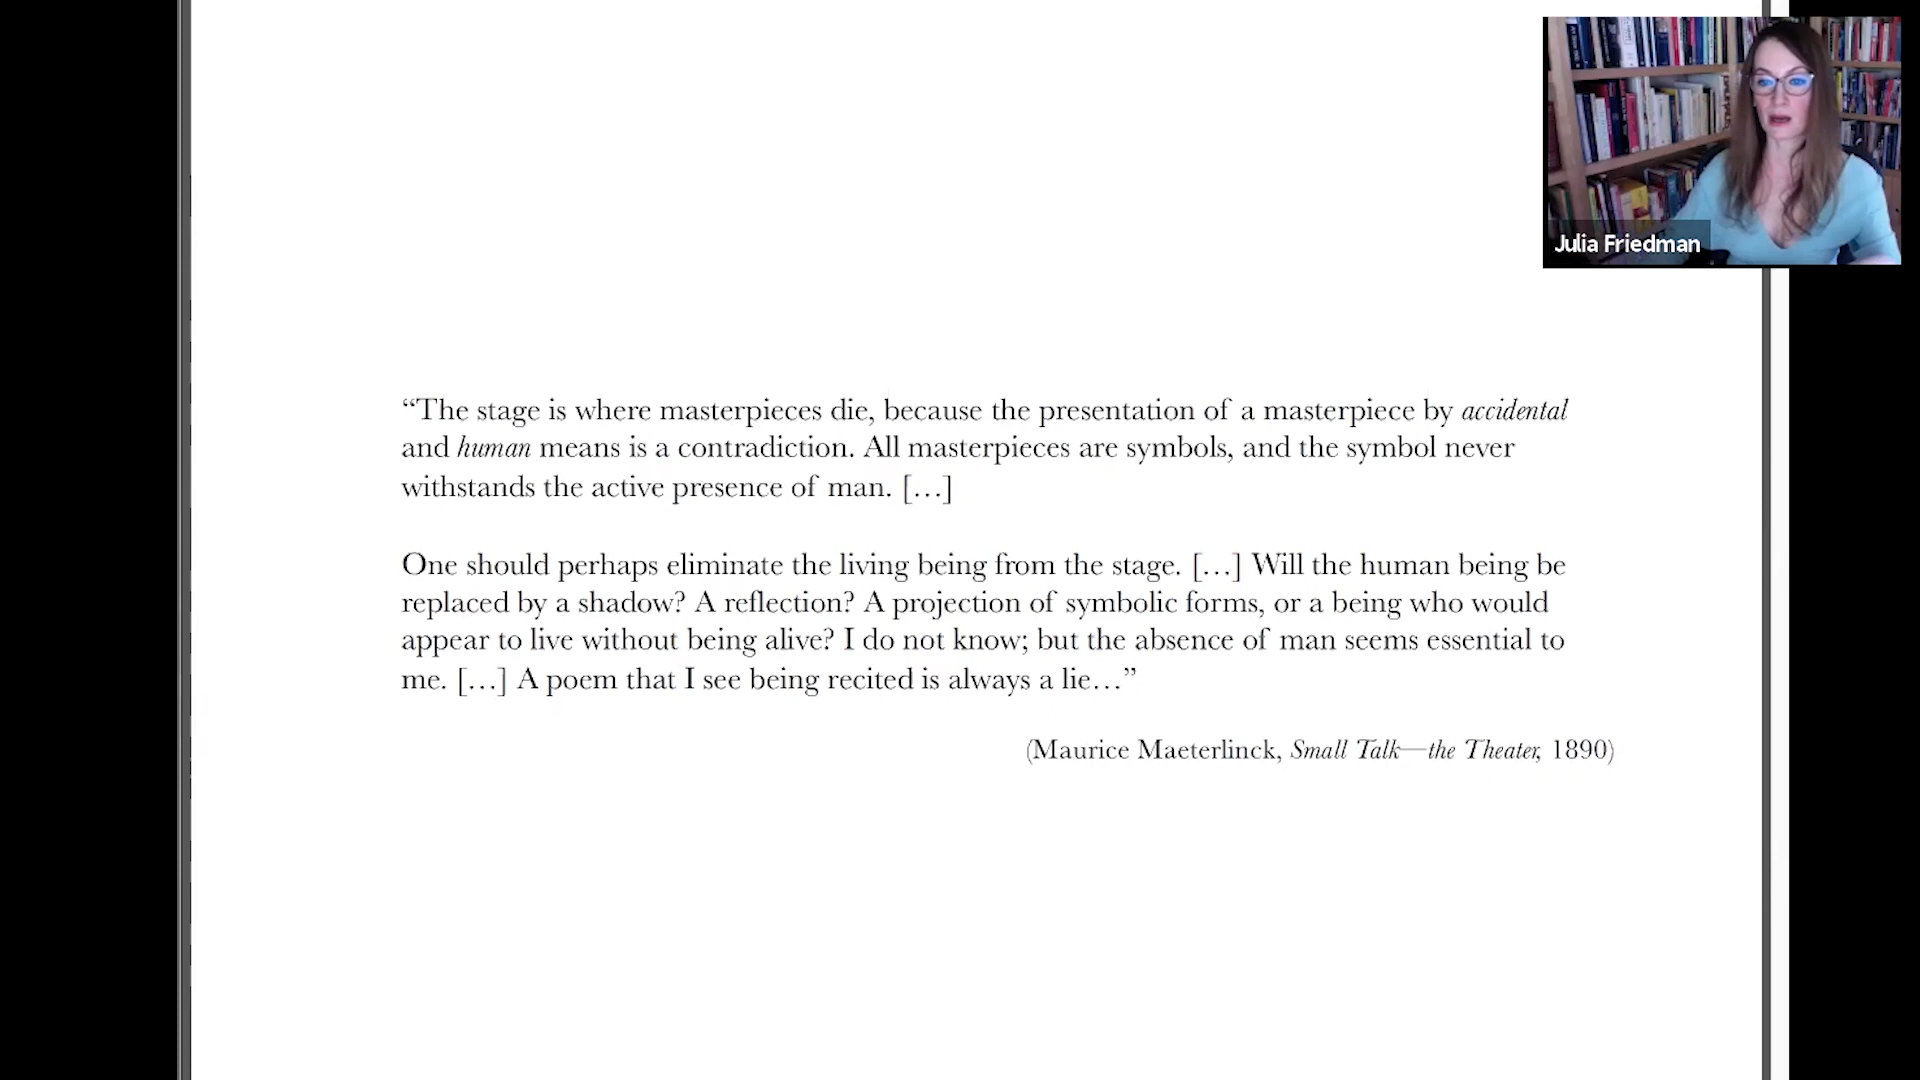 Julia Friedman
“The stage is where masterpieces die, because the presentation of a masterpiece by accidental
and human means is a contradiction. All masterpieces are symbols, and the symbol never
withstands the active presence of man. […]
One should perhaps eliminate the living being from the stage. […] Will the human being be
replaced by a shadow? A reflection? A projection of symbolic forms, or a being who would
appear to live without being alive? I do not know; but the absence of man seems essential to
me. […] A poem that I see being recited is always a lie…”
(Maurice Maeterlinck, Small Talk—the Theater, 1890)